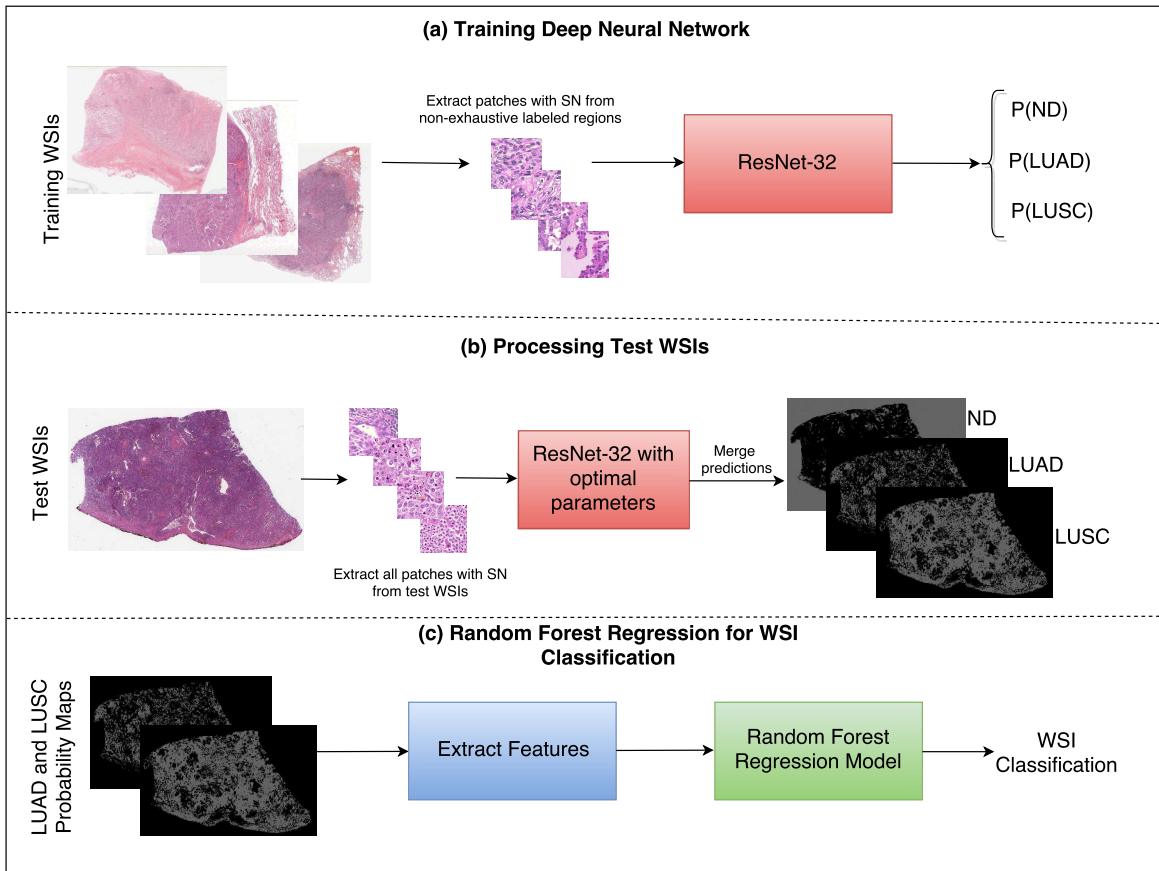 (a) Training Deep Neural Network
Training WSIs
Extract patches with SN from
non-exhaustive labeled regions
ResNet-32
P(ND)
P(LUAD)
P(LUSC)
(b) Processing Test WSIs
Test WSIs
Extract all patches with SN
from test WSIs
ResNet-32 with
optimal
parameters
Merge
predictions
ND
LUAD
LUSC
(c) Random Forest Regression for WSI
Classification
LUAD and LUSC
Probability Maps
Extract Features
Random Forest
Regression Model
WSI
Classification